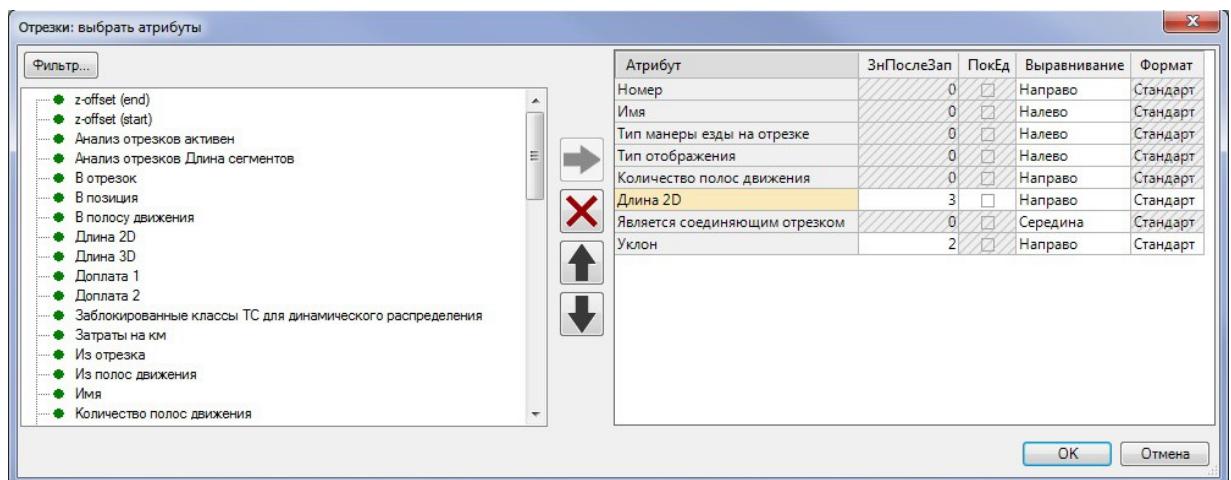 Отрезки: выбрать атрибуты
Фильтр...
z-offset (end)
z-offset (start)
Анализ отрезков активен
Анализ отрезков Длина сегментов
В отрезок
В позиция
В полосу движения
Длина 2D
Длина 3D
Доплата 1
Доплата 2
Заблокированные классы ТС для динамического распределения
Затраты на км
Из отрезка
Из полос движения
Имя
Количество полос движения
Атрибут ЗнПослеЗап ПокЕд Выравнивание Формат
Номер 0 Направо Стандарт
Имя 0 Налево Стандарт
Тип манеры езды на отрезке 0 Налево Стандарт
Тип отображения 0 Налево Стандарт
Количество полос движения 0 Направо Стандарт
Длина 2D 3 Направо Стандарт
Является соединяющим отрезком 0 Середина Стандарт
Уклон 2 Направо Стандарт
OK Отмена